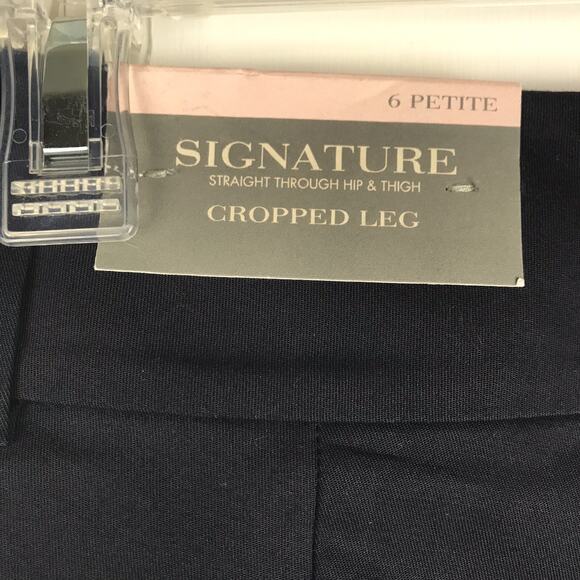 6 PETITE
SIGNATURE
STRAIGHT THROUGH HIP & THIGH
CROPPED LEG